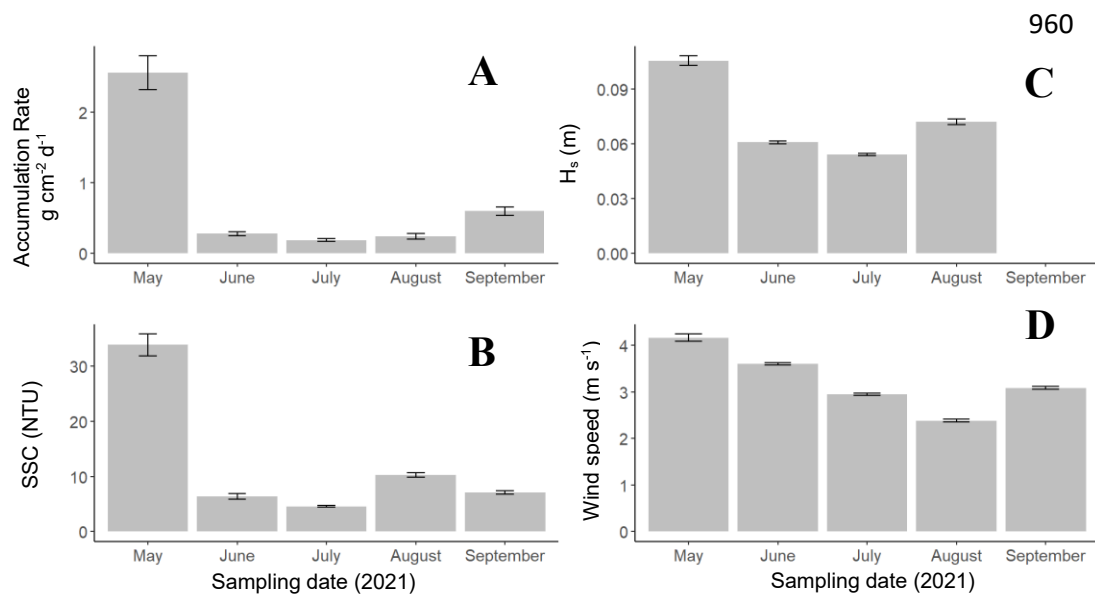 960
A
Accumulation Rate
g cm⁻² d⁻¹
2
1
0
May June July August September
C
Hₛ (m)
0.09
0.06
0.03
0.00
May June July August September
B
SSC (NTU)
30
20
10
0
May June July August September
Sampling date (2021)
D
Wind speed (m s⁻¹)
4
3
2
1
0
May June July August September
Sampling date (2021)